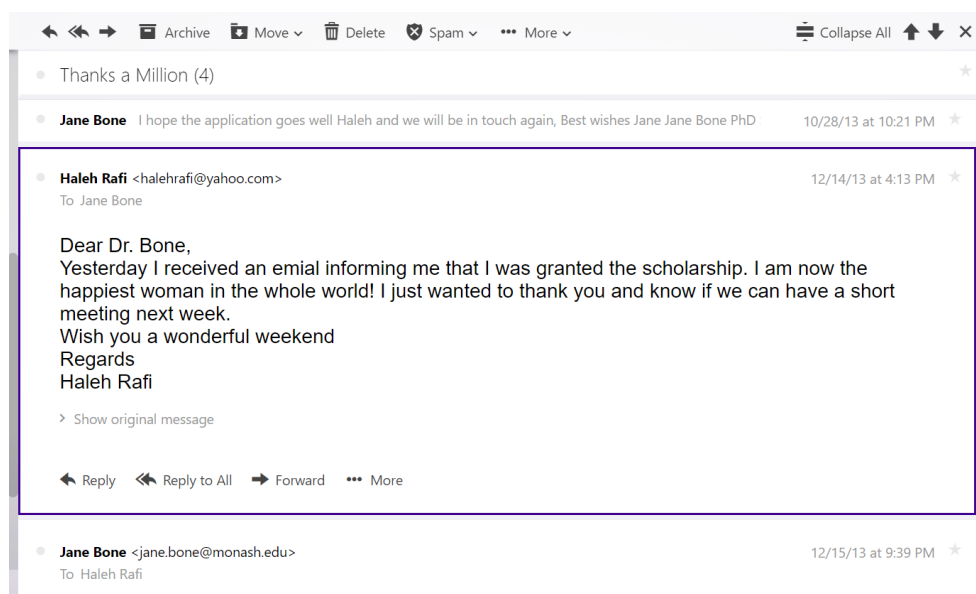 Archive Move Delete Spam More Collapse All
Thanks a Million (4)
Jane Bone I hope the application goes well Haleh and we will be in touch again, Best wishes Jane Jane Bone PhD 10/28/13 at 10:21 PM
Haleh Rafi <halehrafi@yahoo.com> 12/14/13 at 4:13 PM
To Jane Bone
Dear Dr. Bone,
Yesterday I received an emial informing me that I was granted the scholarship. I am now the
happiest woman in the whole world! I just wanted to thank you and know if we can have a short
meeting next week.
Wish you a wonderful weekend
Regards
Haleh Rafi
Show original message
Reply Reply to All Forward More
Jane Bone <jane.bone@monash.edu> 12/15/13 at 9:39 PM
To Haleh Rafi